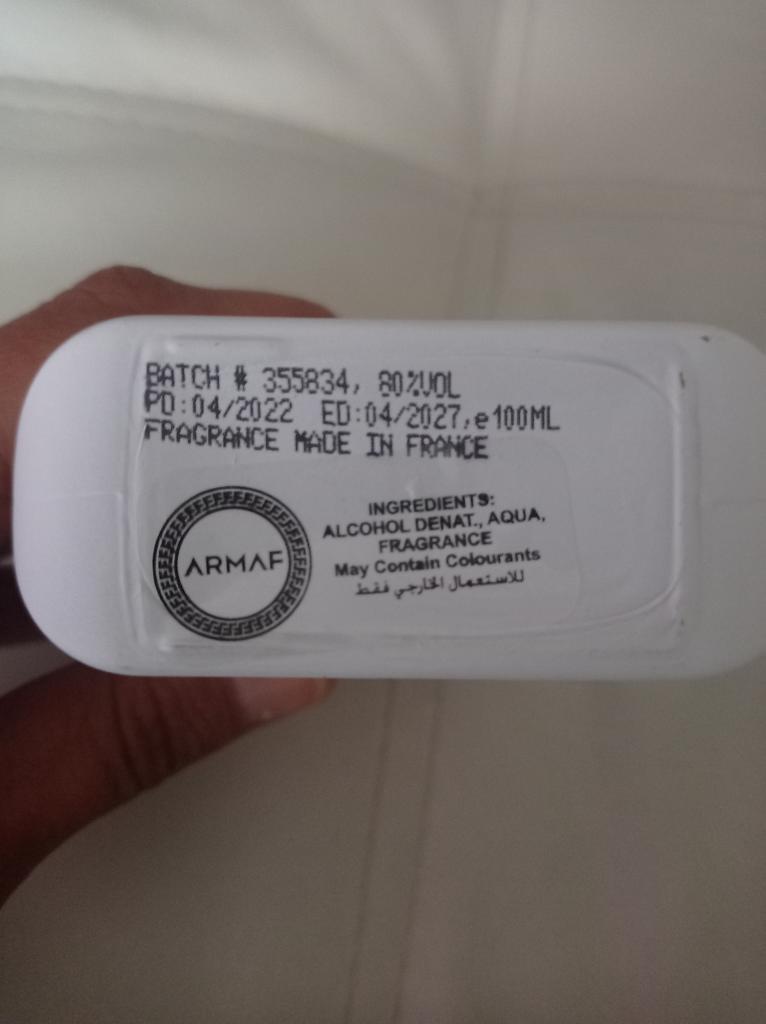 BATCH # 355834, 80%VOL
PD:04/2022 ED:04/2027,e100ML
FRAGRANCE MADE IN FRANCE
ARMAF
INGREDIENTS:
ALCOHOL DENAT., AQUA,
FRAGRANCE
May Contain Colourants
للاستعمال الخارجي فقط